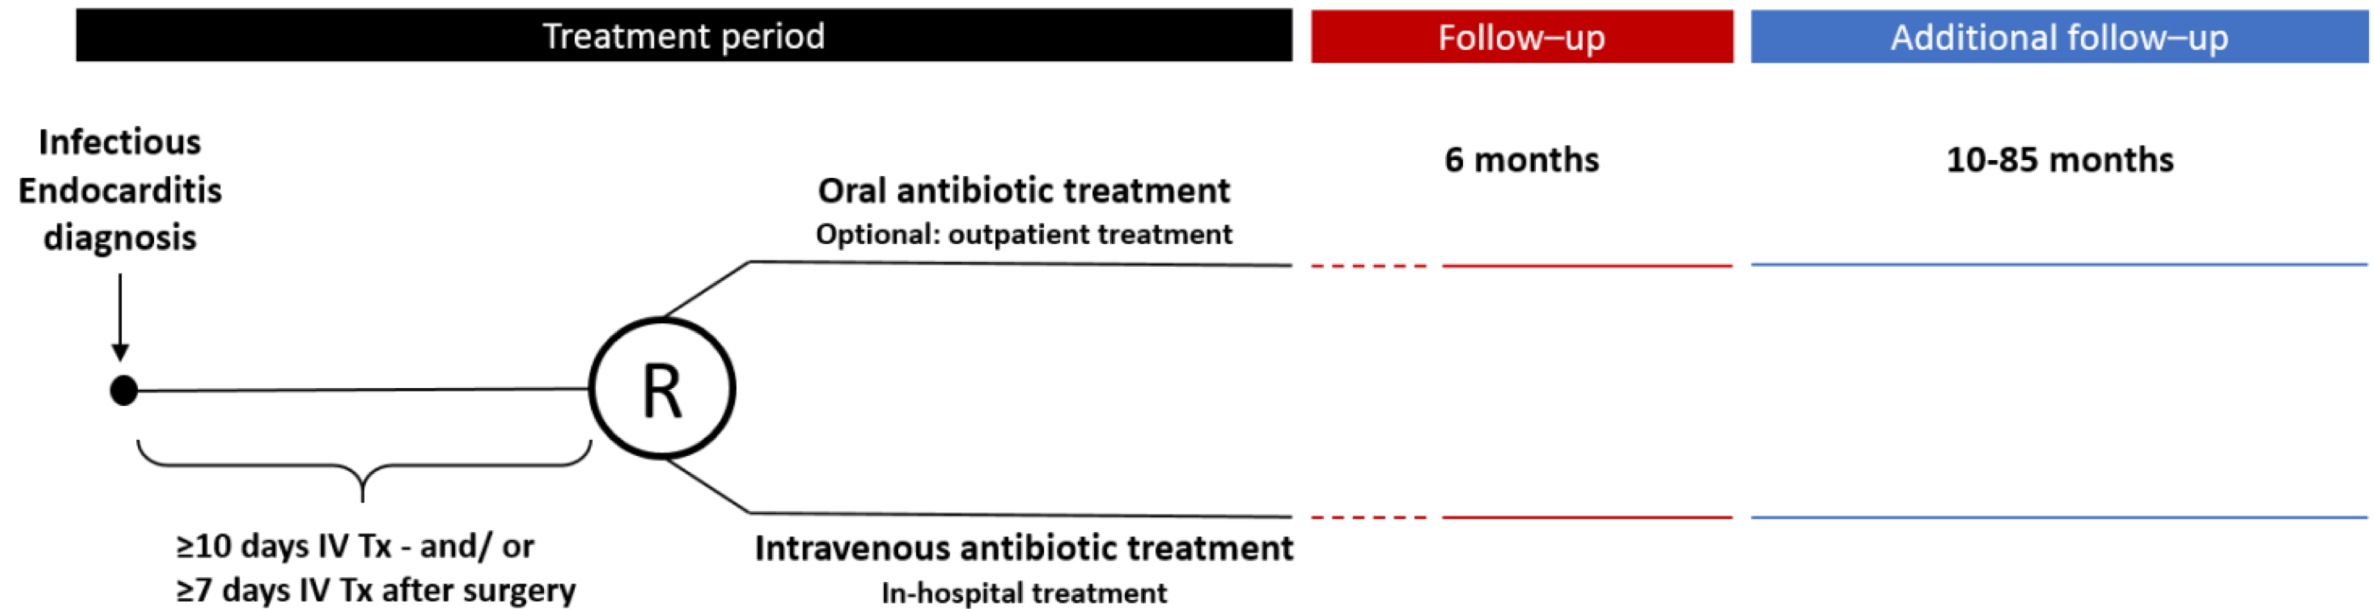 Treatment period
Follow–up
Additional follow–up
Infectious
Endocarditis
diagnosis
6 months
10-85 months
Oral antibiotic treatment
Optional: outpatient treatment
R
≥10 days IV Tx - and/ or
≥7 days IV Tx after surgery
Intravenous antibiotic treatment
In-hospital treatment